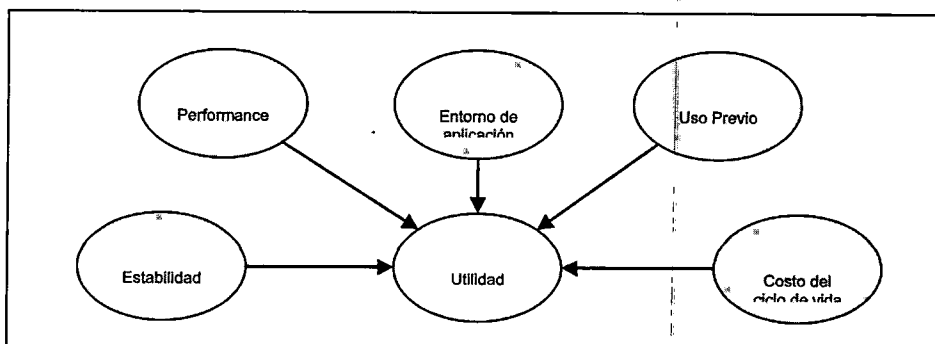 Performance
Entorno de
aplicación
Uso Previo
Estabilidad
Utilidad
Costo del
ciclo de vida